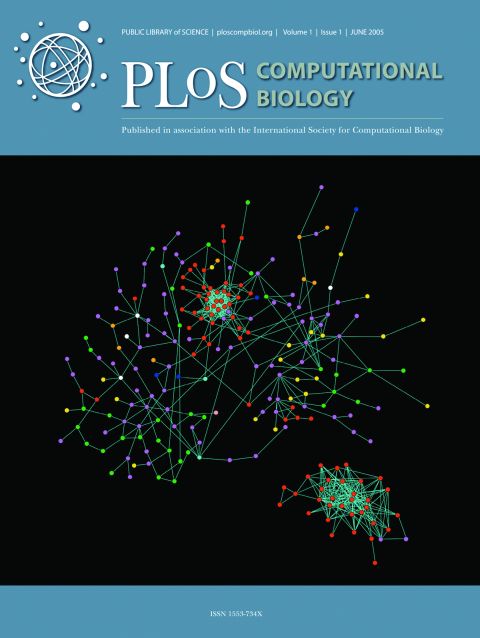 PUBLIC LIBRARY of SCIENCE | ploscompbiol.org | Volume 1 | Issue 1 | JUNE 2005
PLoS COMPUTATIONAL
BIOLOGY
Published in association with the International Society for Computational Biology
ISSN 1553-734X